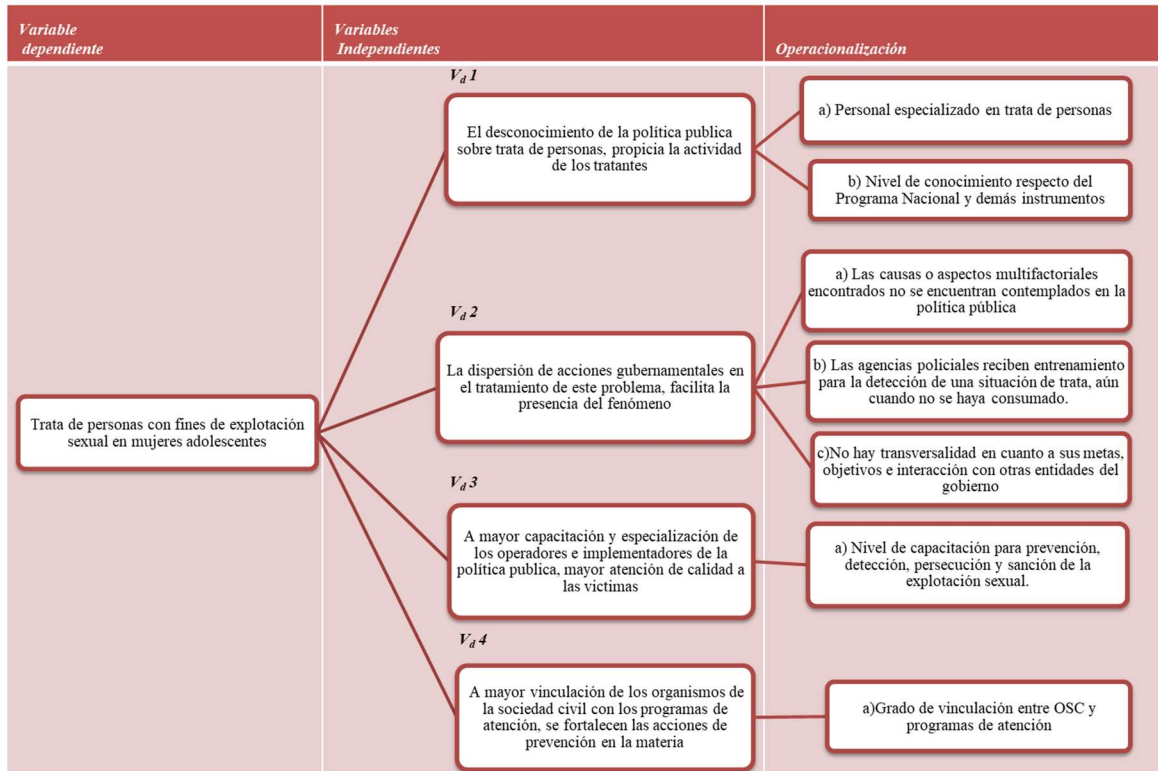 Variable
dependiente
Variables
Independientes
Operacionalización
Trata de personas con fines de explotación
sexual en mujeres adolescentes
Vd 1
El desconocimiento de la política publica
sobre trata de personas, propicia la actividad
de los tratantes
a) Personal especializado en trata de personas
b) Nivel de conocimiento respecto del
Programa Nacional y demás instrumentos
Vd 2
La dispersión de acciones gubernamentales en
el tratamiento de este problema, facilita la
presencia del fenómeno
a) Las causas o aspectos multifactoriales
encontrados no se encuentran contemplados en la
política pública
b) Las agencias policiales reciben entrenamiento
para la detección de una situación de trata, aún
cuando no se haya consumado.
c)No hay transversalidad en cuanto a sus metas,
objetivos e interacción con otras entidades del
gobierno
Vd 3
A mayor capacitación y especialización de
los operadores e implementadores de la
política publica, mayor atención de calidad a
las victimas
a) Nivel de capacitación para prevención,
detección, persecución y sanción de la
explotación sexual.
Vd 4
A mayor vinculación de los organismos de
la sociedad civil con los programas de
atención, se fortalecen las acciones de
prevención en la materia
a)Grado de vinculación entre OSC y
programas de atención